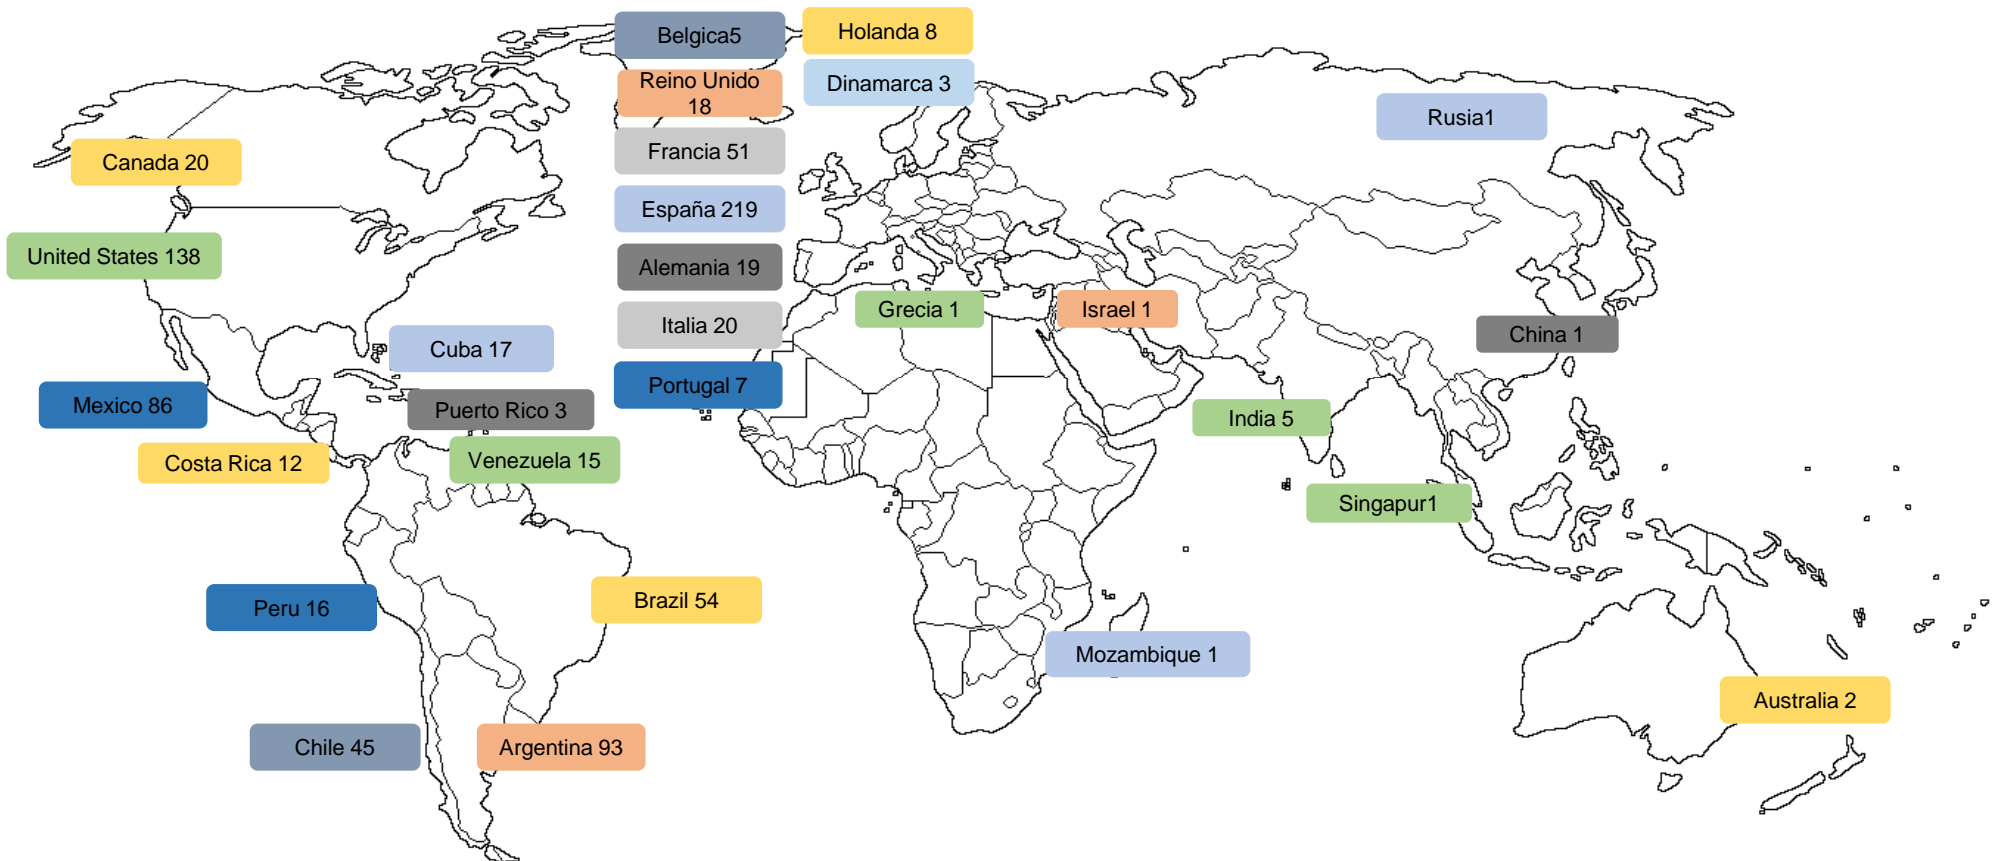 Belgica5
Holanda 8
Reino Unido
18
Dinamarca 3
Rusia1
Canada 20
Francia 51
España 219
United States 138
Alemania 19
Grecia 1
Israel 1
Italia 20
China 1
Cuba 17
Portugal 7
Mexico 86
Puerto Rico 3
India 5
Costa Rica 12
Venezuela 15
Singapur1
Peru 16
Brazil 54
Mozambique 1
Australia 2
Chile 45
Argentina 93